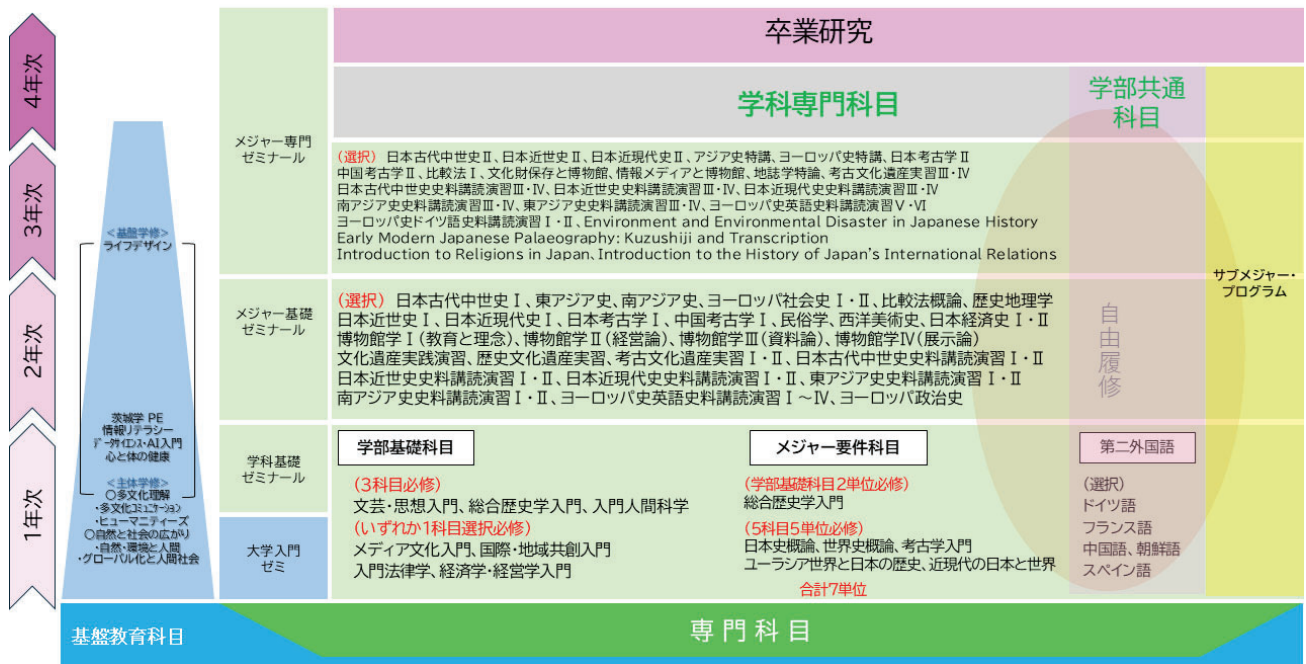 4年次
3年次
2年次
1年次
<基盤学修>
ライフデザイン
茨城学 PE
情報リテラシー
データサイエンス・AI入門
心と体の健康
<主体学修>
〇多文化理解
・多文化コミュニケーション
・ヒューマニティーズ
〇自然と社会の広がり
・自然・環境と人間
・グローバル化と人間社会
メジャー専門
ゼミナール
メジャー基礎
ゼミナール
学科基礎
ゼミナール
大学入門
ゼミ
卒業研究
学科専門科目
学部共通
科目
(選択) 日本古代中世史Ⅱ、日本近世史Ⅱ、日本近現代史Ⅱ、アジア史特講、ヨーロッパ史特講、日本考古学Ⅱ
中国考古学Ⅱ、比較法Ⅰ、文化財保存と博物館、情報メディアと博物館、地誌学特論、考古文化遺産実習Ⅲ・Ⅳ
日本古代中世史史料講読演習Ⅲ・Ⅳ、日本近世史史料講読演習Ⅲ・Ⅳ、日本近現代史史料講読演習Ⅲ・Ⅳ
南アジア史史料講読演習Ⅲ・Ⅳ、東アジア史史料講読演習Ⅲ・Ⅳ、ヨーロッパ史英語史料講読演習Ⅴ・Ⅵ
ヨーロッパ史ドイツ語史料講読演習Ⅰ・Ⅱ、Environment and Environmental Disaster in Japanese History
Early Modern Japanese Palaeography: Kuzushiji and Transcription
Introduction to Religions in Japan、Introduction to the History of Japan's International Relations
(選択) 日本古代中世史Ⅰ、東アジア史、南アジア史、ヨーロッパ社会史Ⅰ・Ⅱ、比較法概論、歴史地理学
日本近世史Ⅰ、日本近現代史Ⅰ、日本考古学Ⅰ、中国考古学Ⅰ、民俗学、西洋美術史、日本経済史Ⅰ・Ⅱ
博物館学Ⅰ(教育と理念)、博物館学Ⅱ(経営論)、博物館学Ⅲ(資料論)、博物館学Ⅳ(展示論)
文化遺産実践演習、歴史文化遺産実習、考古文化遺産実習Ⅰ・Ⅱ、日本古代中世史史料講読演習Ⅰ・Ⅱ
日本近世史史料講読演習Ⅰ・Ⅱ、日本近現代史史料講読演習Ⅰ・Ⅱ、東アジア史史料講読演習Ⅰ・Ⅱ
南アジア史史料講読演習Ⅰ・Ⅱ、ヨーロッパ史英語史料講読演習Ⅰ～Ⅳ、ヨーロッパ政治史
自由履修
サブメジャー・
プログラム
学部基礎科目
(3科目必修)
文芸・思想入門、総合歴史学入門、入門人間科学
(いずれか1科目選択必修)
メディア文化入門、国際・地域共創入門
入門法律学、経済学・経営学入門
メジャー要件科目
(学部基礎科目2単位必修)
総合歴史学入門
(5科目5単位必修)
日本史概論、世界史概論、考古学入門
ユーラシア世界と日本の歴史、近現代の日本と世界
合計7単位
第二外国語
(選択)
ドイツ語
フランス語
中国語、朝鮮語
スペイン語
基盤教育科目
専門科目